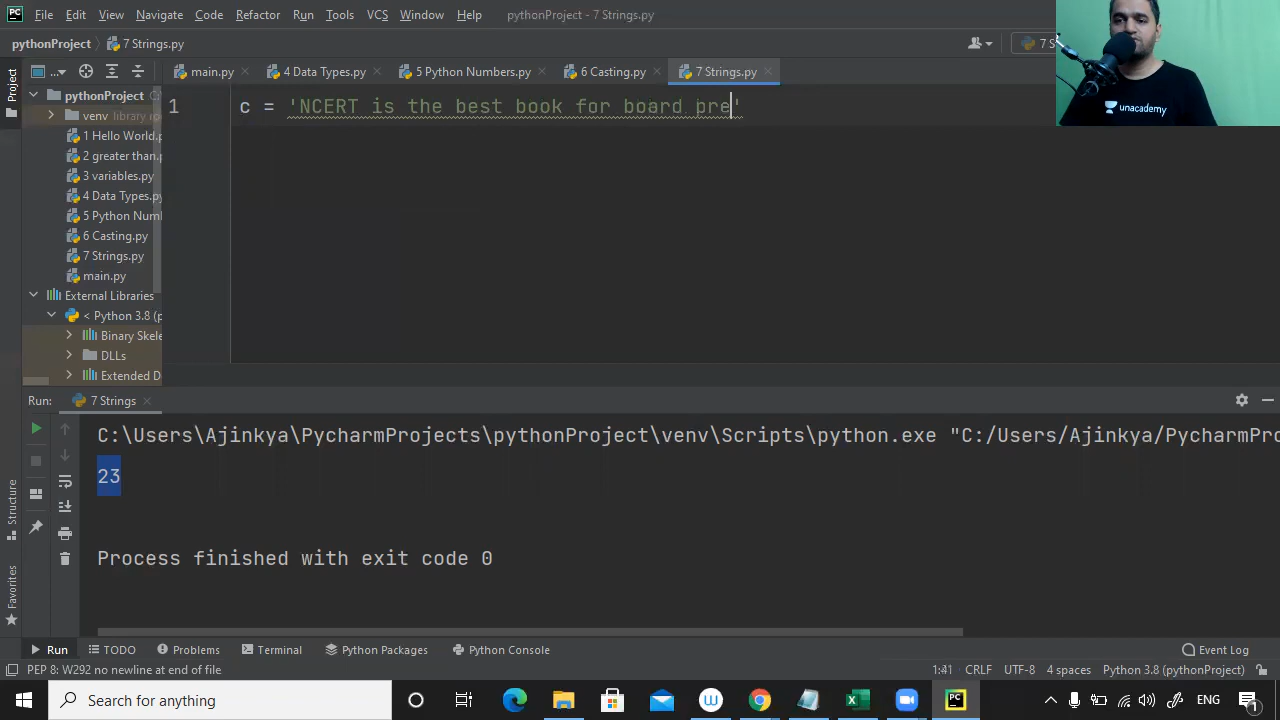 PC File Edit View Navigate Code Refactor Run Tools VCS Window Help pythonProject - 7 Strings.py
pythonProject 7 Strings.py 7 S
unacademy
Project ... main.py 4 Data Types.py 5 Python Numbers.py 6 Casting.py 7 Strings.py
pythonProject
venv library
1 Hello World.p
2 greater than.
3 variables.py
4 Data Types.py
5 Python Num
6 Casting.py
7 Strings.py
main.py
External Libraries
< Python 3.8 (p
Binary Skele
DLLs
Extended D
1 c = 'NCERT is the best book for board pre'
Run: 7 Strings
C:\Users\Ajinkya\PycharmProjects\pythonProject\venv\Scripts\python.exe "C:/Users/Ajinkya/PycharmPro
23
Process finished with exit code 0
Structure
Favorites
Run TODO Problems Terminal Python Packages Python Console Event Log
PEP 8: W292 no newline at end of file 1:41 CRLF UTF-8 4 spaces Python 3.8 (pythonProject)
Search for anything ENG 1